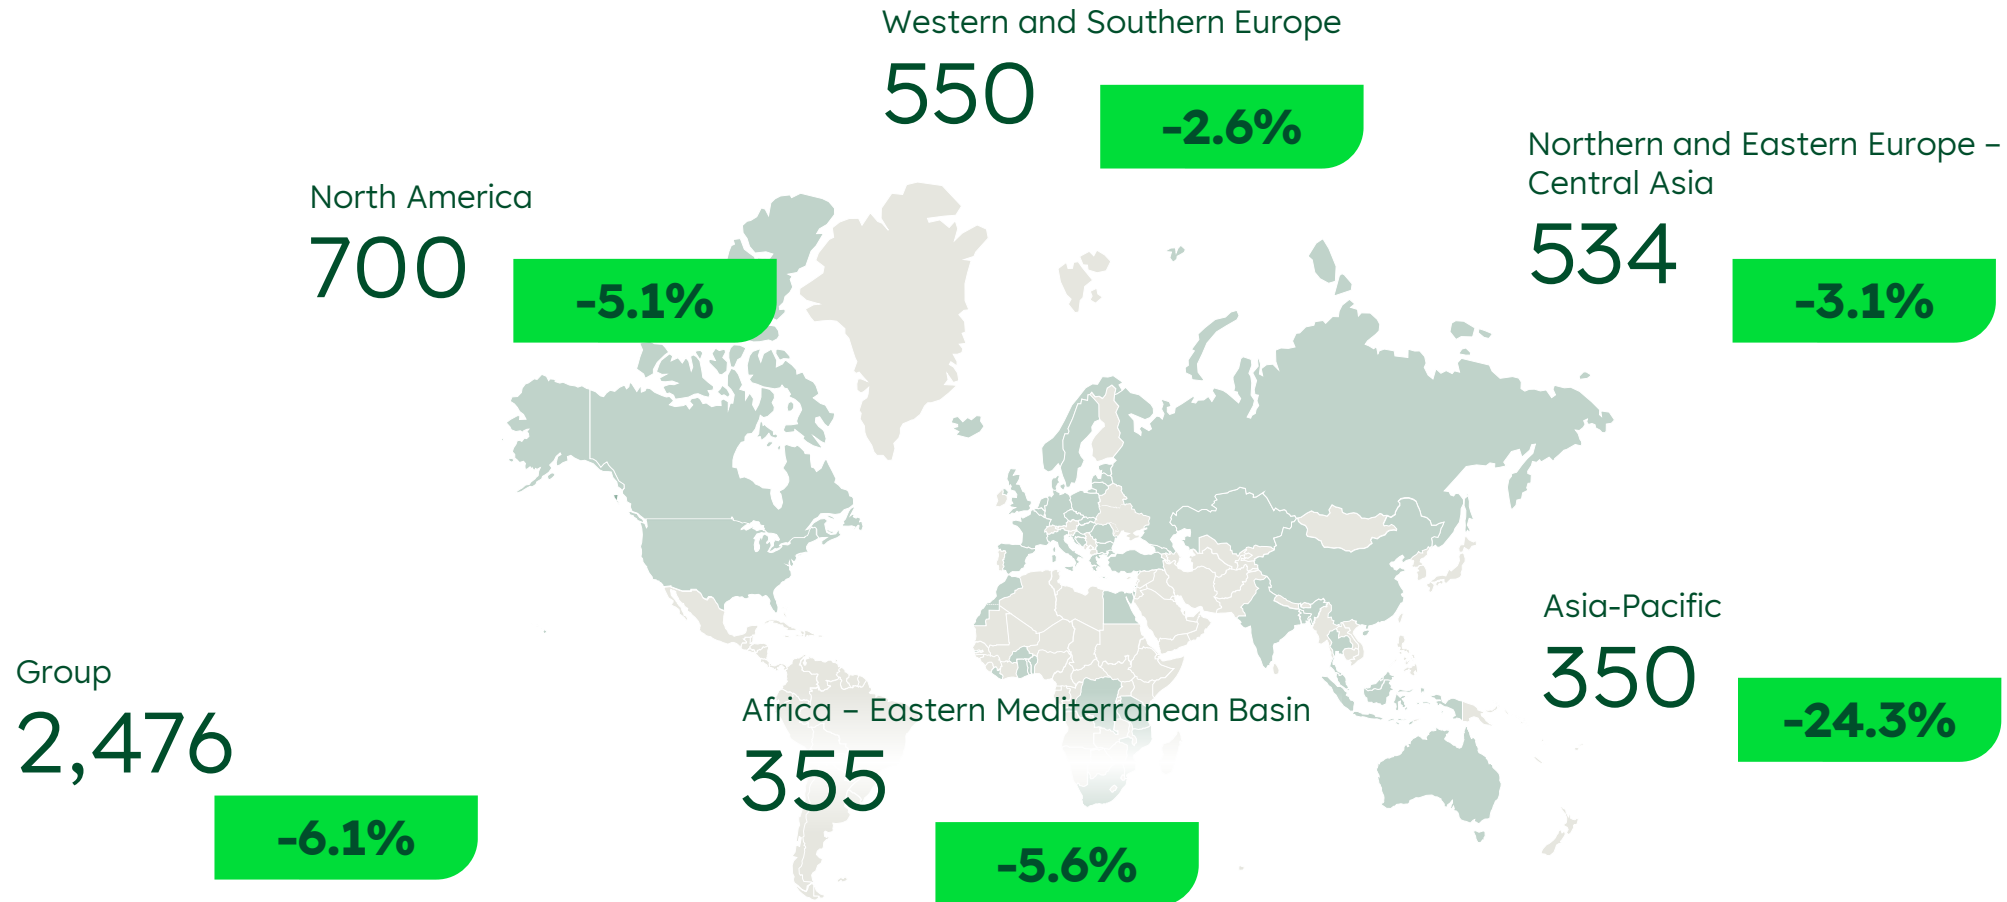 Western and Southern Europe
550
-2.6%
Northern and Eastern Europe –
Central Asia
534
-3.1%
North America
700
-5.1%
Asia-Pacific
350
-24.3%
Group
2,476
-6.1%
Africa – Eastern Mediterranean Basin
355
-5.6%